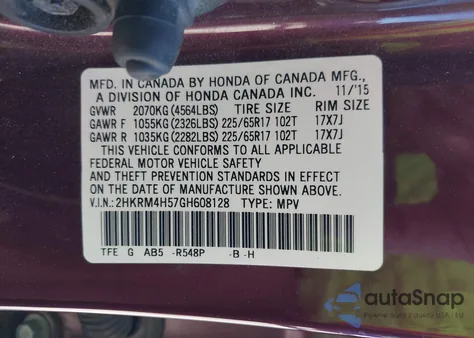 MFD. IN CANADA BY HONDA OF CANADA MFG.,
A DIVISION OF HONDA CANADA INC. 11/'15
GVWR 2070KG (4564LBS) TIRE SIZE RIM SIZE
GAWR F 1055KG (2326LBS) 225/65R17 102T 17X7J
GAWR R 1035KG (2282LBS) 225/65R17 102T 17X7J
THIS VEHICLE CONFORMS TO ALL APPLICABLE
FEDERAL MOTOR VEHICLE SAFETY
AND THEFT PREVENTION STANDARDS IN EFFECT
ON THE DATE OF MANUFACTURE SHOWN ABOVE.
V.I.N.: 2HKRM4H57GH608128 TYPE: MPV
TFE G AB5 -R548P -B -H
autoSnap